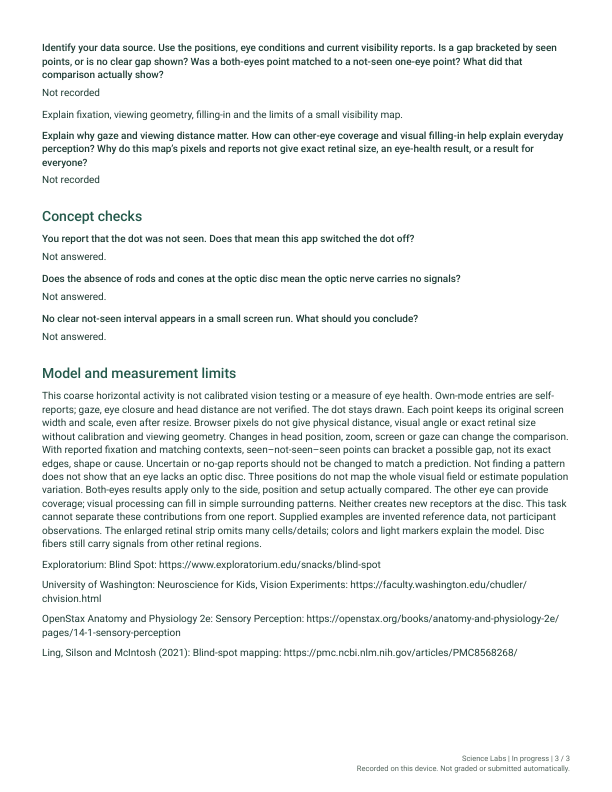 Identify your data source. Use the positions, eye conditions and current visibility reports. Is a gap bracketed by seen
points, or is no clear gap shown? Was a both-eyes point matched to a not-seen one-eye point? What did that
comparison actually show?
Not recorded
Explain fixation, viewing geometry, filling-in and the limits of a small visibility map.
Explain why gaze and viewing distance matter. How can other-eye coverage and visual filling-in help explain everyday
perception? Why do this map's pixels and reports not give exact retinal size, an eye-health result, or a result for
everyone?
Not recorded
Concept checks
You report that the dot was not seen. Does that mean this app switched the dot off?
Not answered.
Does the absence of rods and cones at the optic disc mean the optic nerve carries no signals?
Not answered.
No clear not-seen interval appears in a small screen run. What should you conclude?
Not answered.
Model and measurement limits
This coarse horizontal activity is not calibrated vision testing or a measure of eye health. Own-mode entries are self-
reports; gaze, eye closure and head distance are not verified. The dot stays drawn. Each point keeps its original screen
width and scale, even after resize. Browser pixels do not give physical distance, visual angle or exact retinal size
without calibration and viewing geometry. Changes in head position, zoom, screen or gaze can change the comparison.
With reported fixation and matching contexts, seen–not-seen–seen points can bracket a possible gap, not its exact
edges, shape or cause. Uncertain or no-gap reports should not be changed to match a prediction. Not finding a pattern
does not show that an eye lacks an optic disc. Three positions do not map the whole visual field or estimate population
variation. Both-eyes results apply only to the side, position and setup actually compared. The other eye can provide
coverage; visual processing can fill in simple surrounding patterns. Neither creates new receptors at the disc. This task
cannot separate these contributions from one report. Supplied examples are invented reference data, not participant
observations. The enlarged retinal strip omits many cells/details; colors and light markers explain the model. Disc
fibers still carry signals from other retinal regions.
Exploratorium: Blind Spot: https://www.exploratorium.edu/snacks/blind-spot
University of Washington: Neuroscience for Kids, Vision Experiments: https://faculty.washington.edu/chudler/
chvision.html
OpenStax Anatomy and Physiology 2e: Sensory Perception: https://openstax.org/books/anatomy-and-physiology-2e/
pages/14-1-sensory-perception
Ling, Silson and McIntosh (2021): Blind-spot mapping: https://pmc.ncbi.nlm.nih.gov/articles/PMC8568268/
Science Labs | In progress | 3 / 3
Recorded on this device. Not graded or submitted automatically.